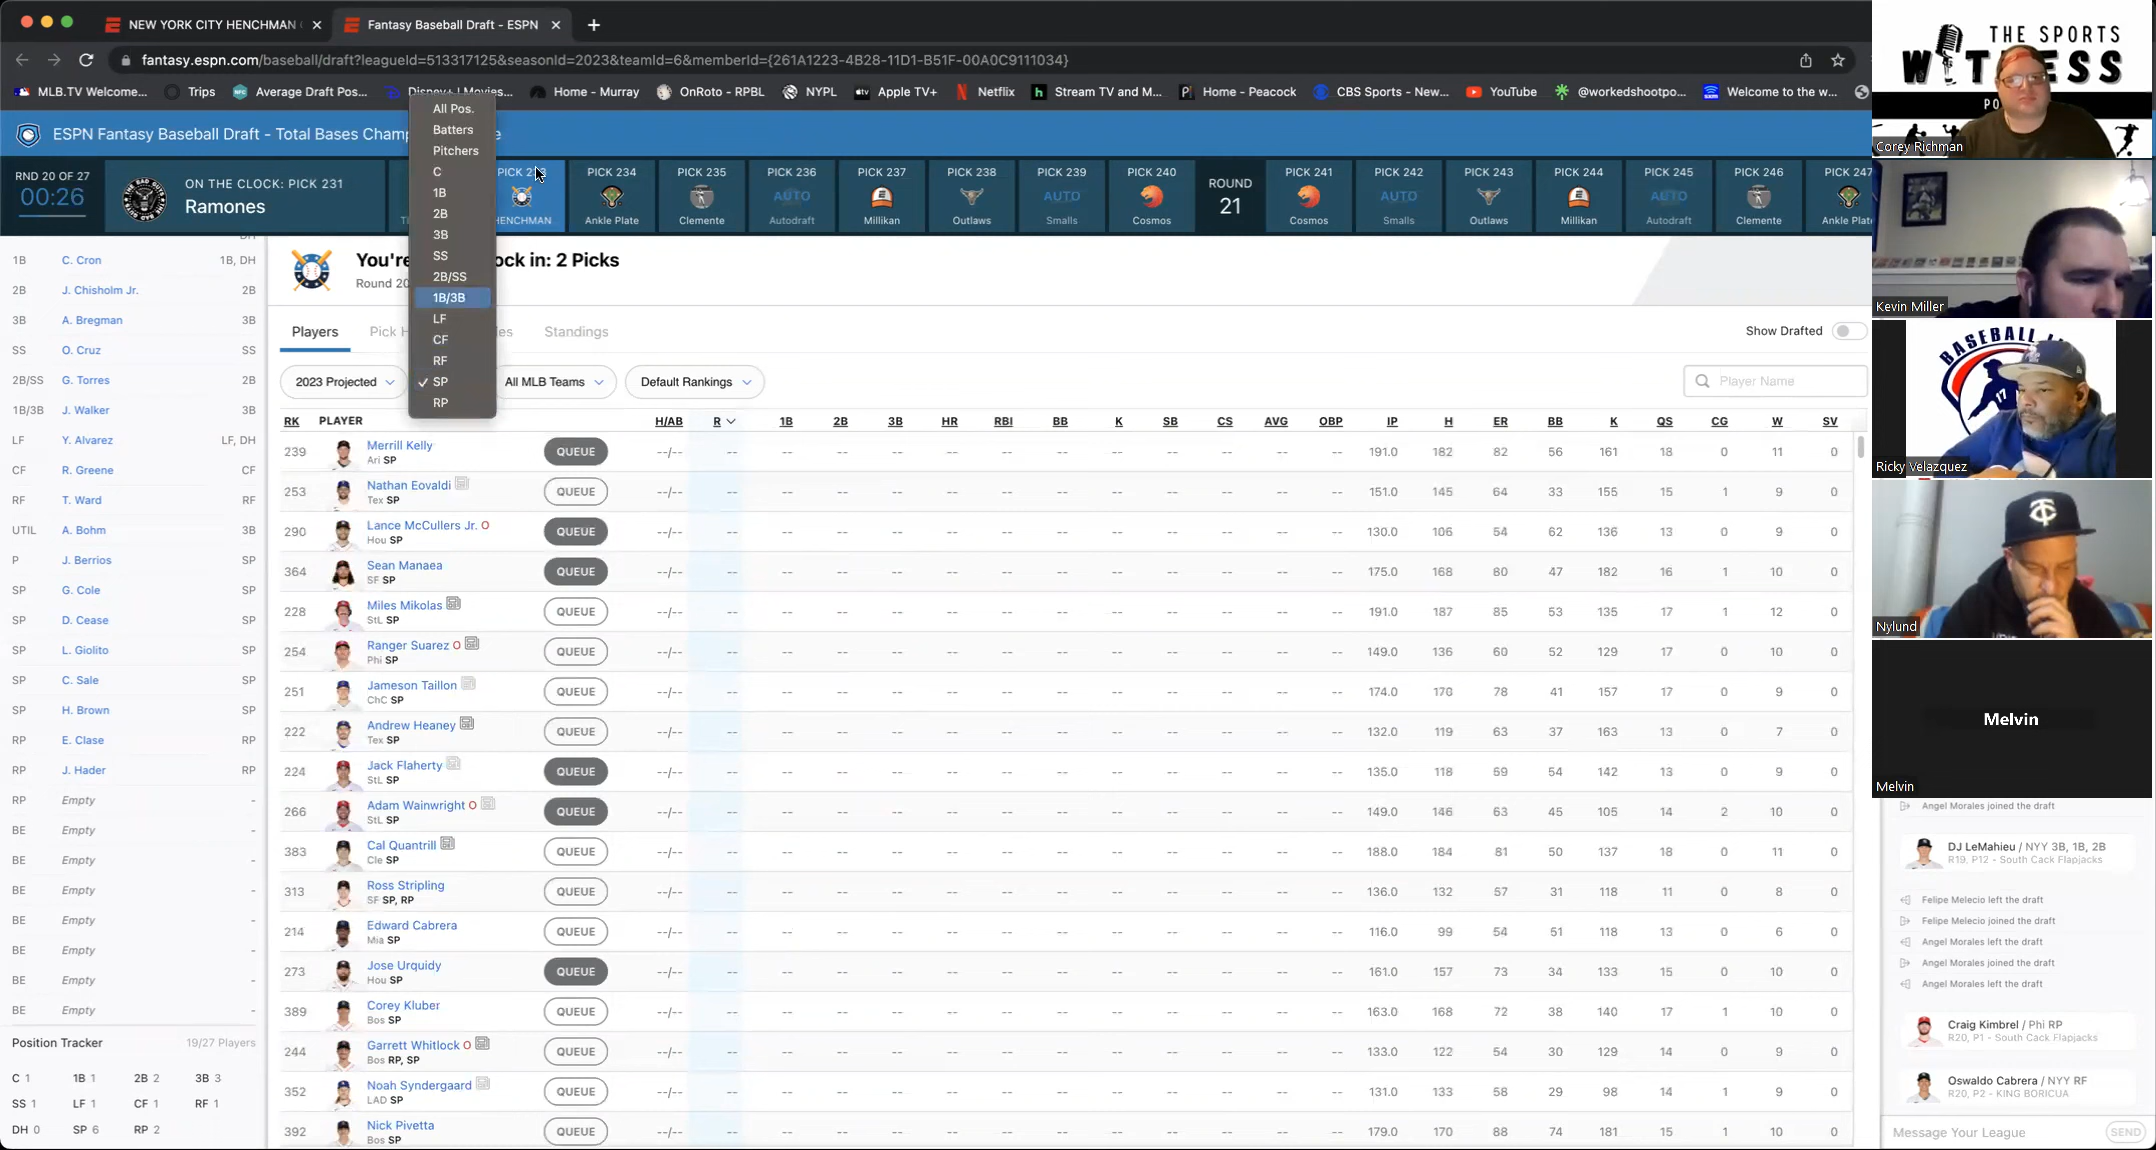 NEW YORK CITY HENCHMAN
Fantasy Baseball Draft - ESPN
fantasy.espn.com/baseball/draft?leagueId=513317125&seasonId=2023&teamId=6&memberId={261A1223-4B28-11D1-B51F-00A0C9111034}
MLB.TV Welcome... Trips Average Draft Pos... Disney+ | Movies... Home - Murray OnRoto - RPBL NYPL Apple TV+ Netflix Stream TV and M... Home - Peacock CBS Sports - New... YouTube @workedshootpo... Welcome to the w...
ESPN Fantasy Baseball Draft - Total Bases Champ
RND 20 OF 27
00:26
ON THE CLOCK: PICK 231
Ramones
HENCHMAN
PICK 234 Ankle Plate
PICK 235 Clemente
PICK 236 AUTO Autodraft
PICK 237 Millikan
PICK 238 Outlaws
PICK 239 AUTO Smalls
PICK 240 Cosmos
ROUND 21
PICK 241 Cosmos
PICK 242 AUTO Smalls
PICK 243 Outlaws
PICK 244 Millikan
PICK 245 AUTO Autodraft
PICK 246 Clemente
PICK 247 Ankle Plat
All Pos.
Batters
Pitchers
C
1B
2B
3B
SS
2B/SS
1B/3B
LF
CF
RF
✓ SP
RP
1B C. Cron 1B, DH
2B J. Chisholm Jr. 2B
3B A. Bregman 3B
SS O. Cruz SS
2B/SS G. Torres 2B
1B/3B J. Walker 3B
LF Y. Alvarez LF, DH
CF R. Greene CF
RF T. Ward RF
UTIL A. Bohm 3B
P J. Berrios SP
SP G. Cole SP
SP D. Cease SP
SP L. Giolito SP
SP C. Sale SP
SP H. Brown SP
RP E. Clase RP
RP J. Hader RP
RP Empty -
BE Empty -
BE Empty -
BE Empty -
BE Empty -
BE Empty -
BE Empty -
BE Empty -
Position Tracker 19/27 Players
C 1 1B 1 2B 2 3B 3
SS 1 LF 1 CF 1 RF 1
DH 0 SP 6 RP 2
You're ock in: 2 Picks
Round 20
Players Pick H es Standings
Show Drafted
2023 Projected All MLB Teams Default Rankings Player Name
RK PLAYER H/AB R 1B 2B 3B HR RBI BB K SB CS AVG OBP IP H ER BB K QS CG W SV
239 Merrill Kelly Ari SP QUEUE --/-- -- -- -- -- -- -- -- -- -- -- -- -- 191.0 182 82 56 161 18 0 11 0
253 Nathan Eovaldi Tex SP QUEUE --/-- -- -- -- -- -- -- -- -- -- -- -- -- 151.0 145 64 33 155 15 1 9 0
290 Lance McCullers Jr. O Hou SP QUEUE --/-- -- -- -- -- -- -- -- -- -- -- -- -- 130.0 106 54 62 136 13 0 9 0
364 Sean Manaea SF SP QUEUE --/-- -- -- -- -- -- -- -- -- -- -- -- -- 175.0 168 80 47 182 16 1 10 0
228 Miles Mikolas StL SP QUEUE --/-- -- -- -- -- -- -- -- -- -- -- -- -- 191.0 187 85 53 135 17 1 12 0
254 Ranger Suarez O Phi SP QUEUE --/-- -- -- -- -- -- -- -- -- -- -- -- -- 149.0 136 60 52 129 17 0 10 0
251 Jameson Taillon ChC SP QUEUE --/-- -- -- -- -- -- -- -- -- -- -- -- -- 174.0 170 78 41 157 17 0 9 0
222 Andrew Heaney Tex SP QUEUE --/-- -- -- -- -- -- -- -- -- -- -- -- -- 132.0 119 63 37 163 13 0 7 0
224 Jack Flaherty StL SP QUEUE --/-- -- -- -- -- -- -- -- -- -- -- -- -- 135.0 118 59 54 142 13 0 9 0
266 Adam Wainwright O StL SP QUEUE --/-- -- -- -- -- -- -- -- -- -- -- -- -- 149.0 146 63 45 105 14 2 10 0
383 Cal Quantrill Cle SP QUEUE --/-- -- -- -- -- -- -- -- -- -- -- -- -- 188.0 184 81 50 137 18 0 11 0
313 Ross Stripling SF SP, RP QUEUE --/-- -- -- -- -- -- -- -- -- -- -- -- -- 136.0 132 57 31 118 11 0 8 0
214 Edward Cabrera Mia SP QUEUE --/-- -- -- -- -- -- -- -- -- -- -- -- -- 116.0 99 54 51 118 13 0 6 0
273 Jose Urquidy Hou SP QUEUE --/-- -- -- -- -- -- -- -- -- -- -- -- -- 161.0 157 73 34 133 15 0 10 0
389 Corey Kluber Bos SP QUEUE --/-- -- -- -- -- -- -- -- -- -- -- -- -- 163.0 168 72 38 140 17 1 10 0
244 Garrett Whitlock O Bos RP, SP QUEUE --/-- -- -- -- -- -- -- -- -- -- -- -- -- 133.0 122 54 30 129 14 0 9 0
352 Noah Syndergaard LAD SP QUEUE --/-- -- -- -- -- -- -- -- -- -- -- -- -- 131.0 133 58 29 98 14 1 9 0
392 Nick Pivetta Bos SP QUEUE --/-- -- -- -- -- -- -- -- -- -- -- -- -- 179.0 170 88 74 181 15 1 10 0
THE SPORTS
WITNESS
Corey Richman
Kevin Miller
BASEBALL
Ricky Velazquez
TC
Nylund
Melvin
Melvin
Angel Morales joined the draft
DJ LeMahieu / NYY 3B, 1B, 2B
R19, P12 - South Cack Flapjacks
Felipe Melecio left the draft
Felipe Melecio joined the draft
Angel Morales left the draft
Angel Morales joined the draft
Angel Morales left the draft
Craig Kimbrel / Phi RP
R20, P1 - South Cack Flapjacks
Oswaldo Cabrera / NYY RF
R20, P2 - KING BORICUA
Message Your League SEND